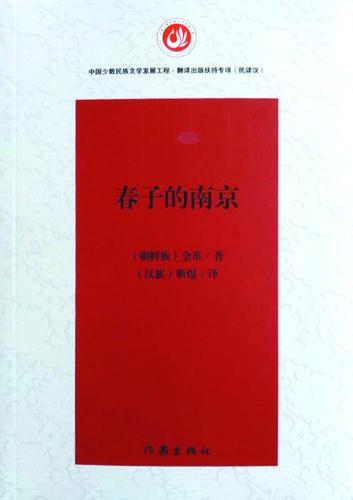 中国少数民族文学发展工程·翻译出版扶持专项（民译汉）
春子的南京
（朝鲜族）金革／著
（汉族）靳煜／译
作家出版社